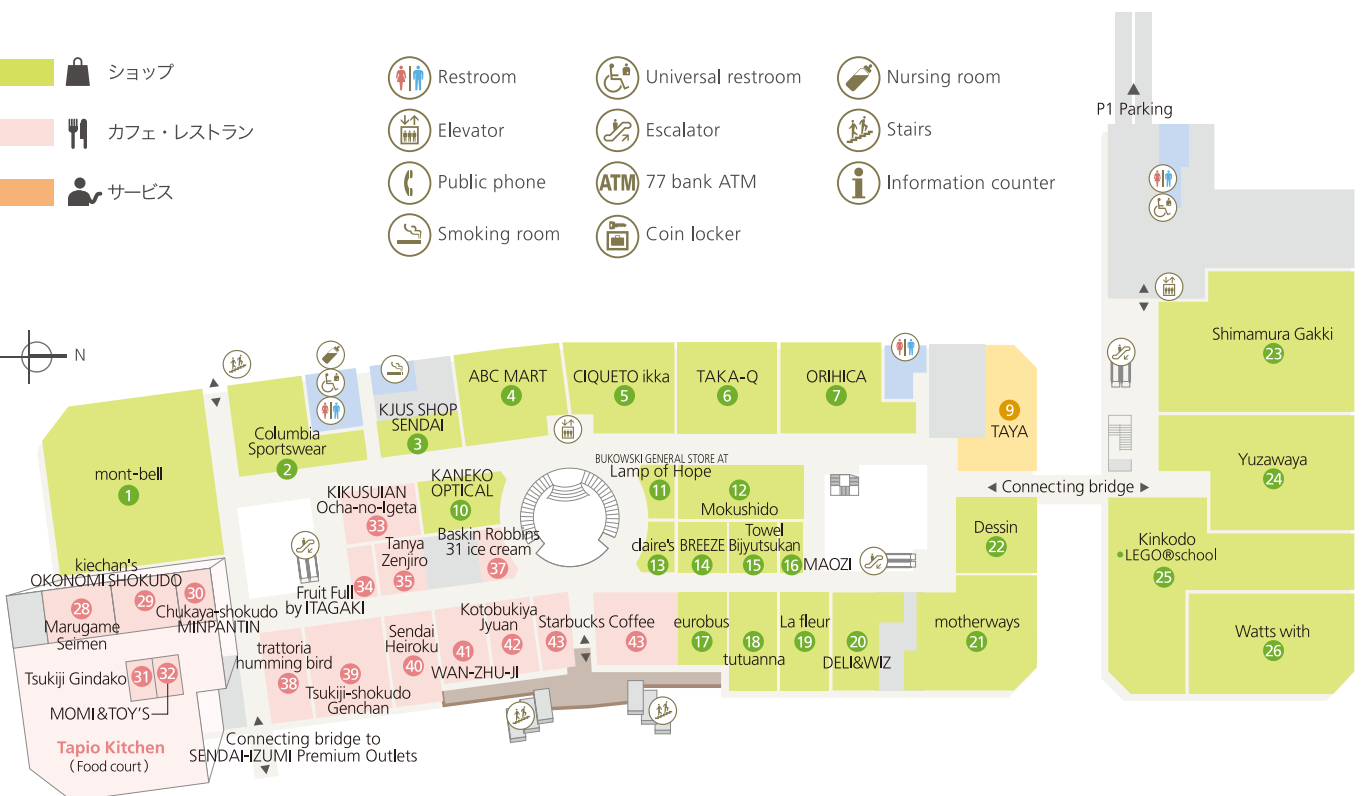 ショップ
カフェ・レストラン
サービス
Restroom
Universal restroom
Nursing room
Elevator
Escalator
Stairs
Public phone
ATM
77 bank ATM
Information counter
Smoking room
Coin locker
P1 Parking
N
mont-bell
1
Columbia
Sportswear
2
KJUS SHOP
SENDAI
3
ABC MART
4
CIQUETO ikka
5
TAKA-Q
6
ORIHICA
7
9
TAYA
Shimamura Gakki
23
Yuzawaya
24
Connecting bridge
KIKUSUIAN
Ocha-no-Igeta
33
KANEKO
OPTICAL
10
BUKOWSKI GENERAL STORE AT
Lamp of Hope
11
12
Mokushido
Fruit Full
by ITAGAKI
34
Tanya
Zenjiro
35
Baskin Robbins
31 ice cream
37
claire's
13
BREEZE
14
Towel
Bijyutsukan
15
16
MAOZI
Dessin
22
Kinkodo
LEGO®school
25
kiechan's
OKONOMI SHOKUDO
28
Marugame
Seimen
29
30
Chukaya-shokudo
MINPANTIN
Tsukiji Gindako
31
32
MOMI&TOY'S
Tapio Kitchen
(Food court)
trattoria
humming bird
38
39
Tsukiji-shokudo
Genchan
Sendai
Heiroku
40
41
WAN-ZHU-JI
Kotobukiya
Jyuan
42
Starbucks Coffee
43
43
eurobus
17
18
tutuanna
La fleur
19
20
DELI&WIZ
motherways
21
Watts with
26
Connecting bridge to
SENDAI-IZUMI Premium Outlets